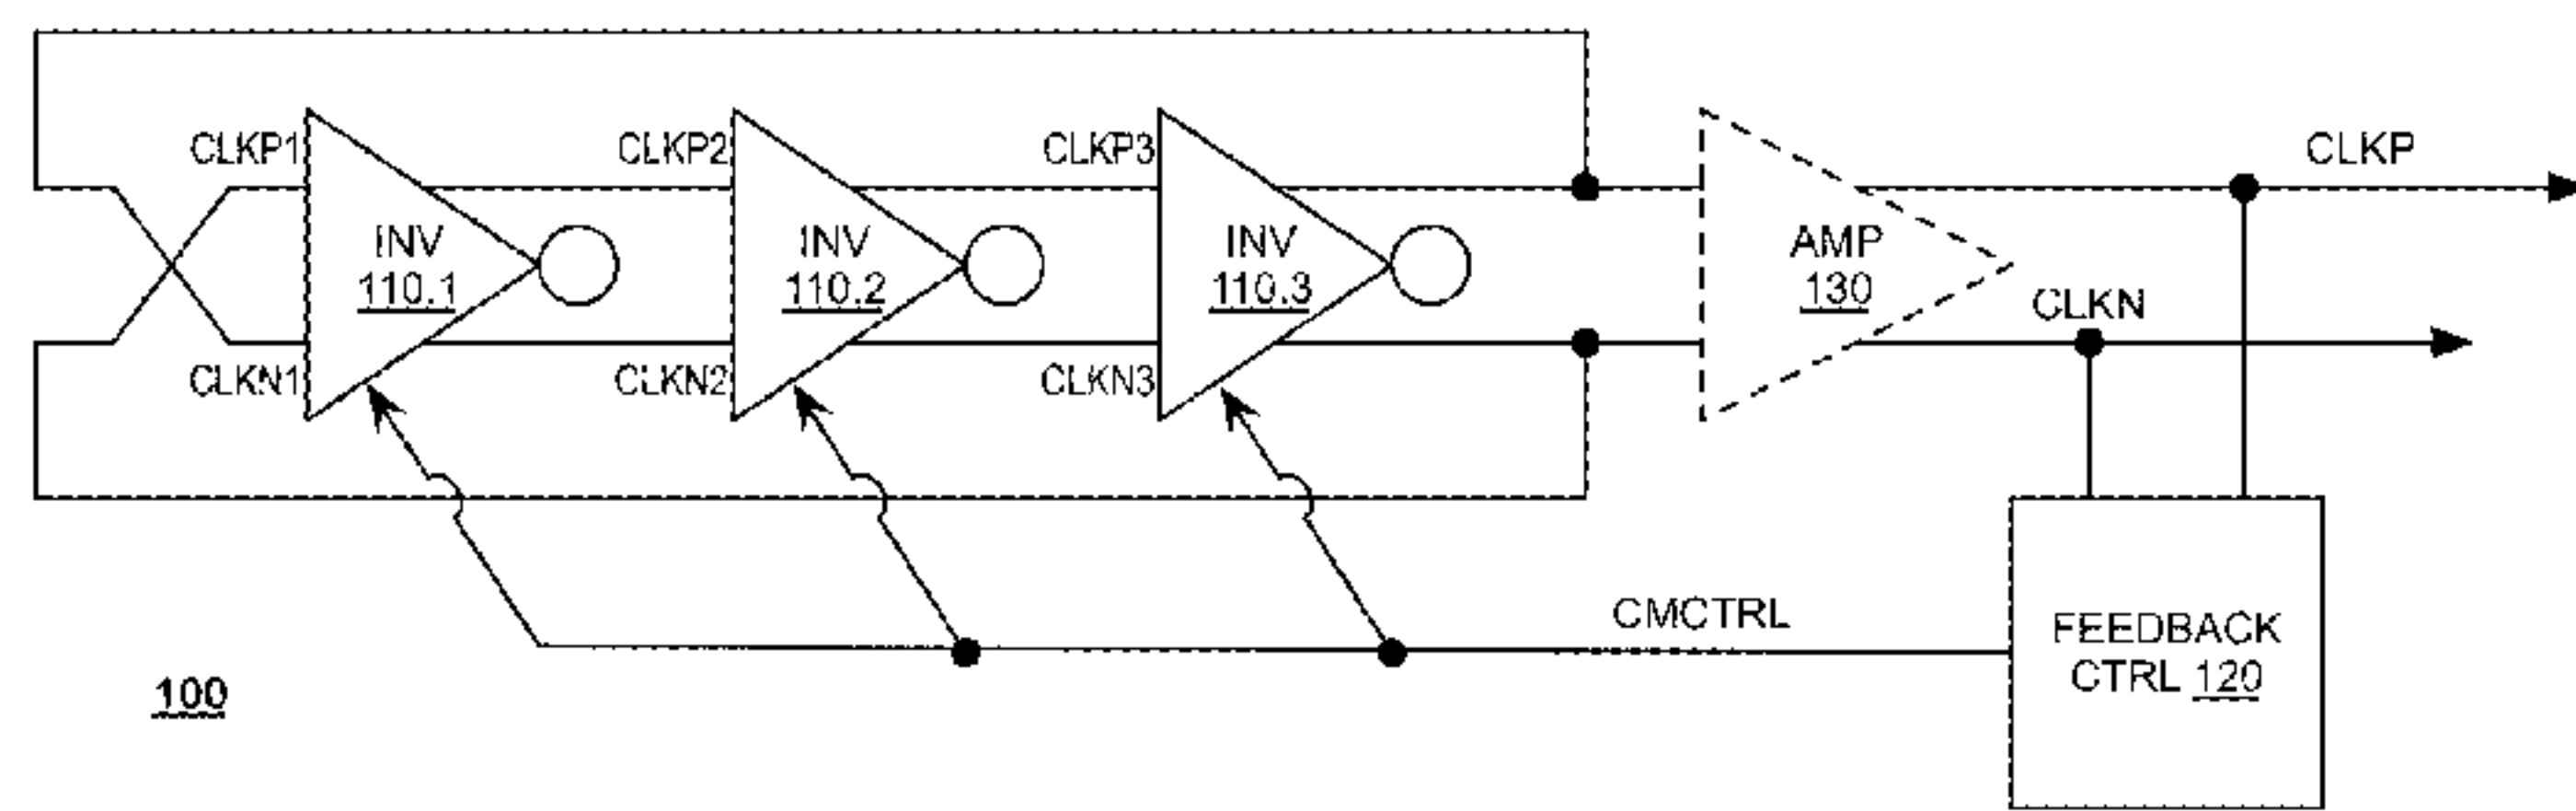 CLKP1
CLKP2
CLKP3
CLKP
INV
110.1
INV
110.2
INV
110.3
AMP
130
CLKN
CLKN1
CLKN2
CLKN3
CMCTRL
FEEDBACK
CTRL 120
100